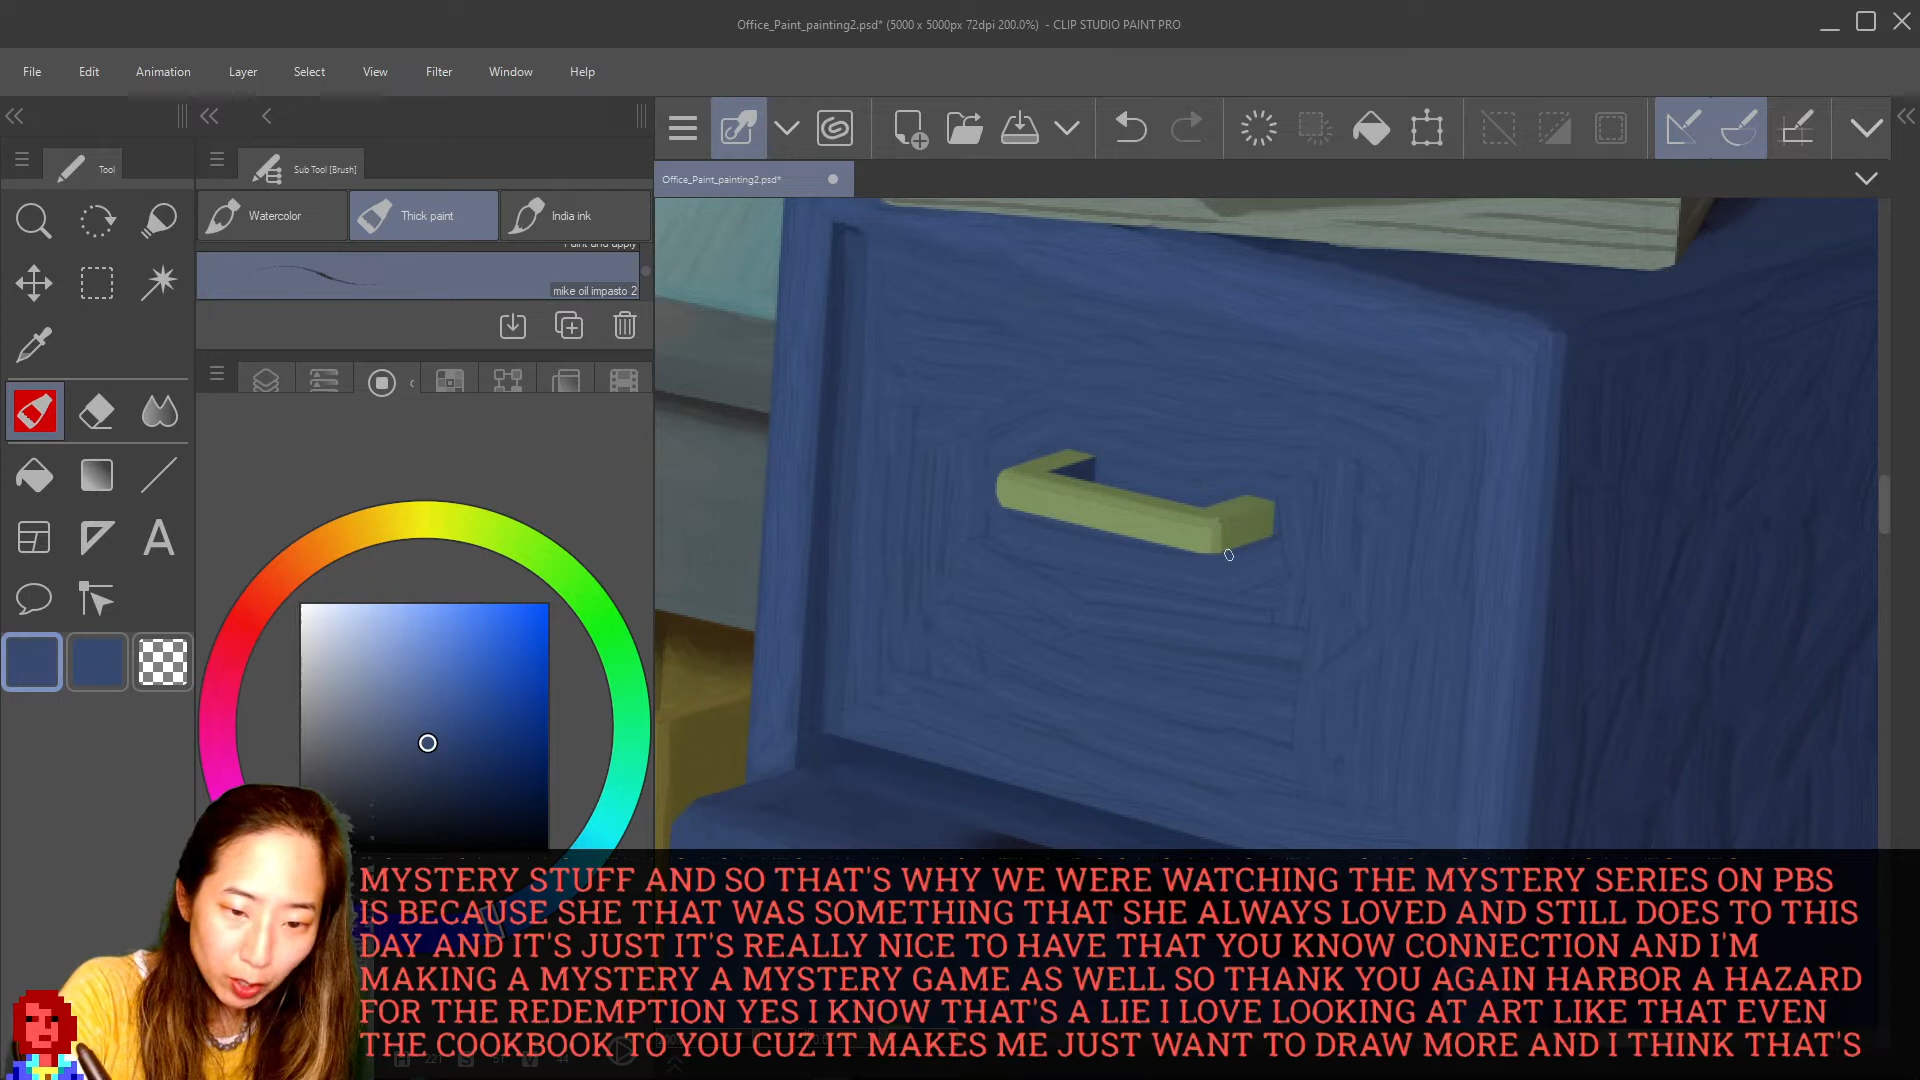 Office_Paint_painting2.psd* (5000 x 5000px 72dpi 200.0%) - CLIP STUDIO PAINT PRO
File Edit Animation Layer Select View Filter Window Help
Tool
Sub Tool [Brush]
Office_Paint_painting2.psd*
Watercolor
Thick paint
India ink
Paint and apply
mike oil impasto 2
MYSTERY STUFF AND SO THAT'S WHY WE WERE WATCHING THE MYSTERY SERIES ON PBS
IS BECAUSE SHE THAT WAS SOMETHING THAT SHE ALWAYS LOVED AND STILL DOES TO THIS
DAY AND IT'S JUST IT'S REALLY NICE TO HAVE THAT YOU KNOW CONNECTION AND I'M
MAKING A MYSTERY A MYSTERY GAME AS WELL SO THANK YOU AGAIN HARBOR A HAZARD
FOR THE REDEMPTION YES I KNOW THAT'S A LIE I LOVE LOOKING AT ART LIKE THAT EVEN
THE COOKBOOK TO YOU CUZ IT MAKES ME JUST WANT TO DRAW MORE AND I THINK THAT'S